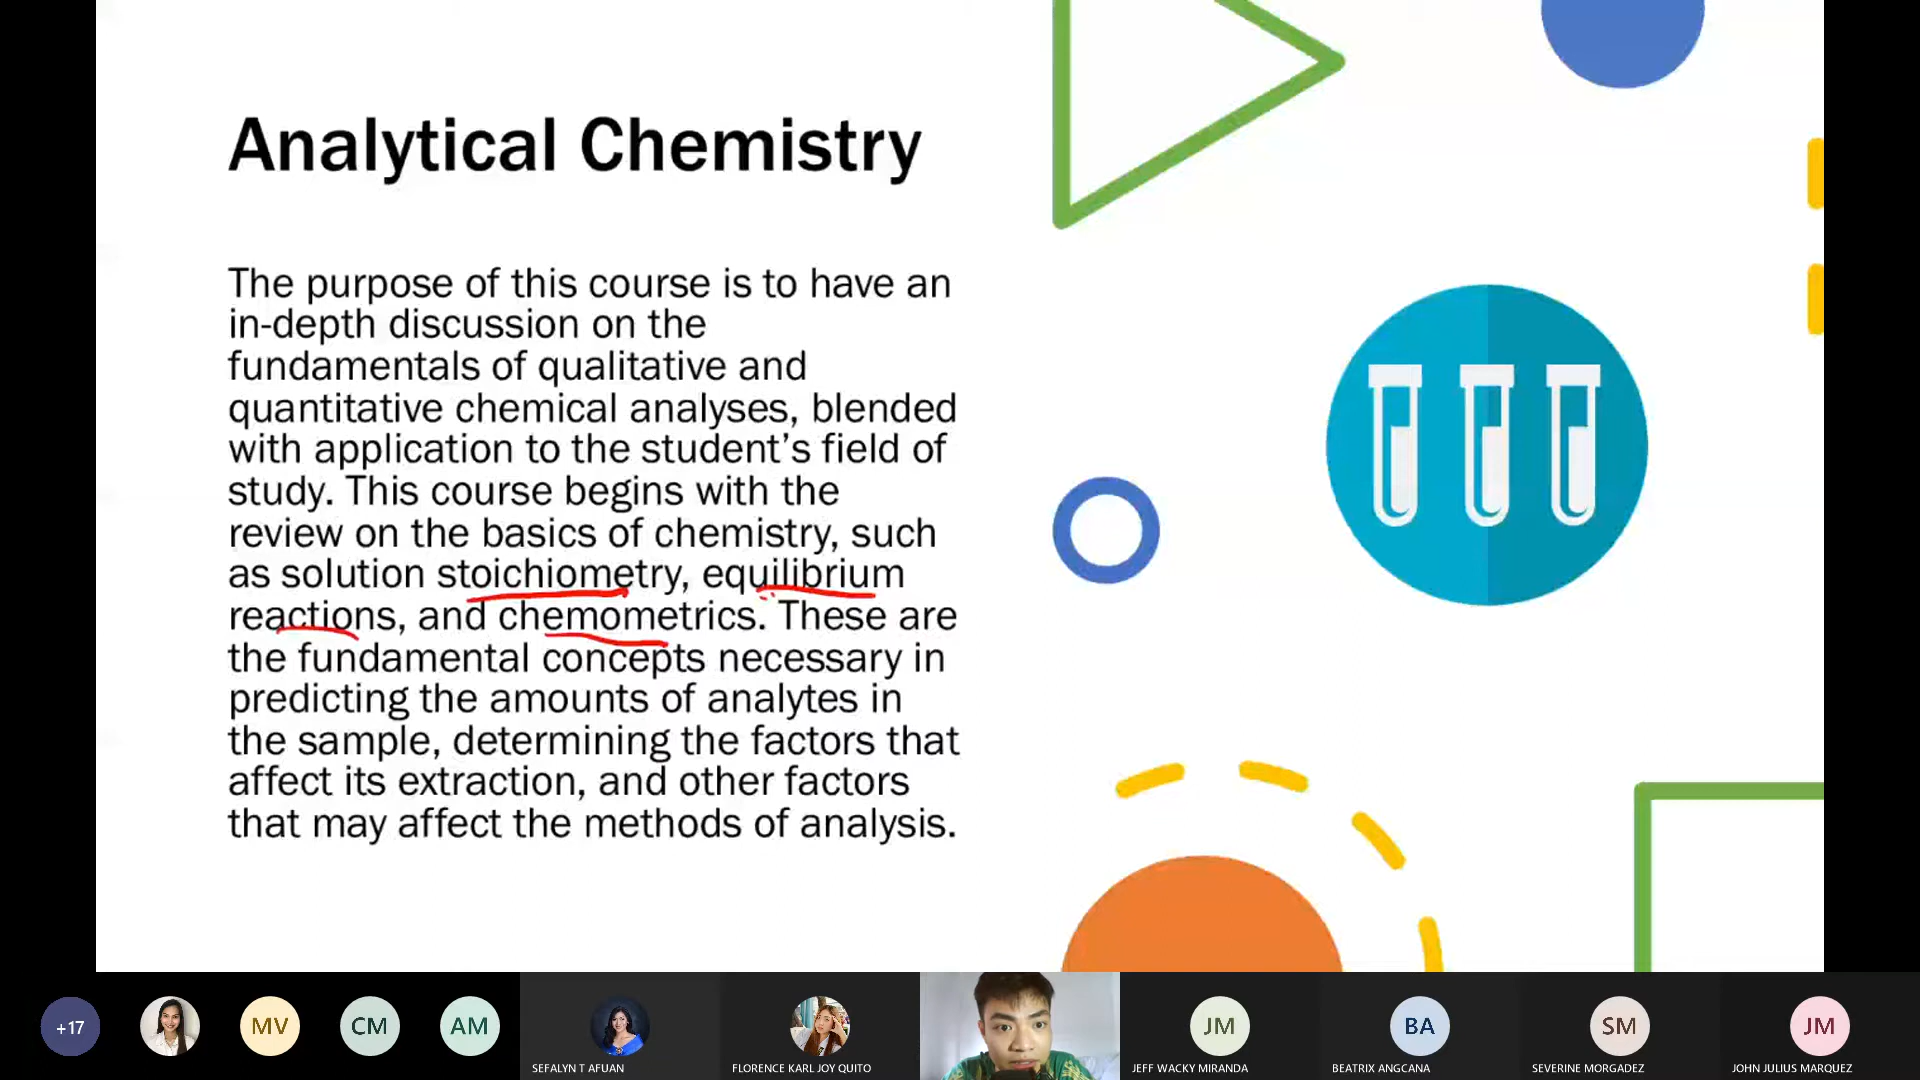 Analytical Chemistry
The purpose of this course is to have an
in-depth discussion on the
fundamentals of qualitative and
quantitative chemical analyses, blended
with application to the student’s field of
study. This course begins with the
review on the basics of chemistry, such
as solution stoichiometry, equilibrium
reactions, and chemometrics. These are
the fundamental concepts necessary in
predicting the amounts of analytes in
the sample, determining the factors that
affect its extraction, and other factors
that may affect the methods of analysis.
+17
MV
CM
AM
SEFALYN T AFUAN
FLORENCE KARL JOY QUITO
JM
JEFF WACKY MIRANDA
BA
BEATRIX ANGCANA
SM
SEVERINE MORGADEZ
JM
JOHN JULIUS MARQUEZ